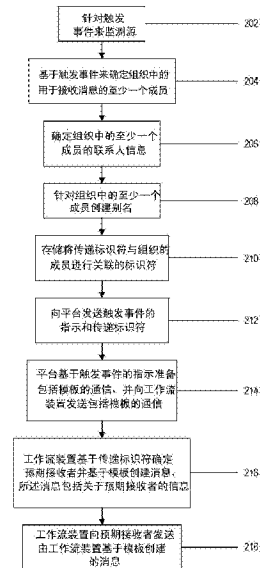 针对触发
事件来监测源
202
基于触发事件来确定组织中的
用于接收消息的至少一个成员
204
确定组织中的至少一个
成员的联系人信息
206
针对组织中的至少一个
成员创建别名
208
存储将传递标识符与组织的
成员进行关联的标识符
210
向平台发送触发事件的
指示和传递标识符
212
平台基于触发事件的指示准备
包括模板的通信、并向工作流
装置发送包括模板的通信
214
工作流装置基于传递标识符确定
预期接收者并基于模板创建消息,
所述消息包括关于预期接收者的信息
216
工作流装置向预期接收者发送
由工作流装置基于模板创建
的消息
218